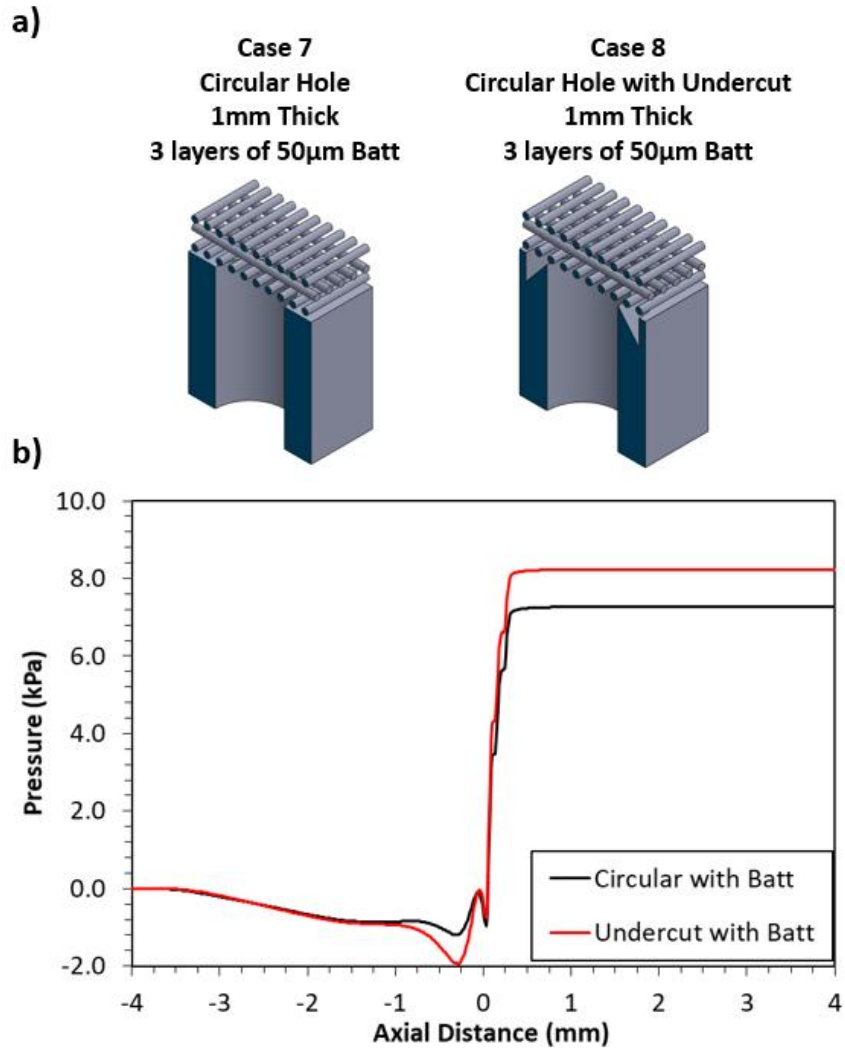 a)
Case 7
Circular Hole
1mm Thick
3 layers of 50μm Batt
Case 8
Circular Hole with Undercut
1mm Thick
3 layers of 50μm Batt
b)
10.0
8.0
6.0
4.0
2.0
0.0
-2.0
Pressure (kPa)
Circular with Batt
Undercut with Batt
-4
-3
-2
-1
0
1
2
3
4
Axial Distance (mm)